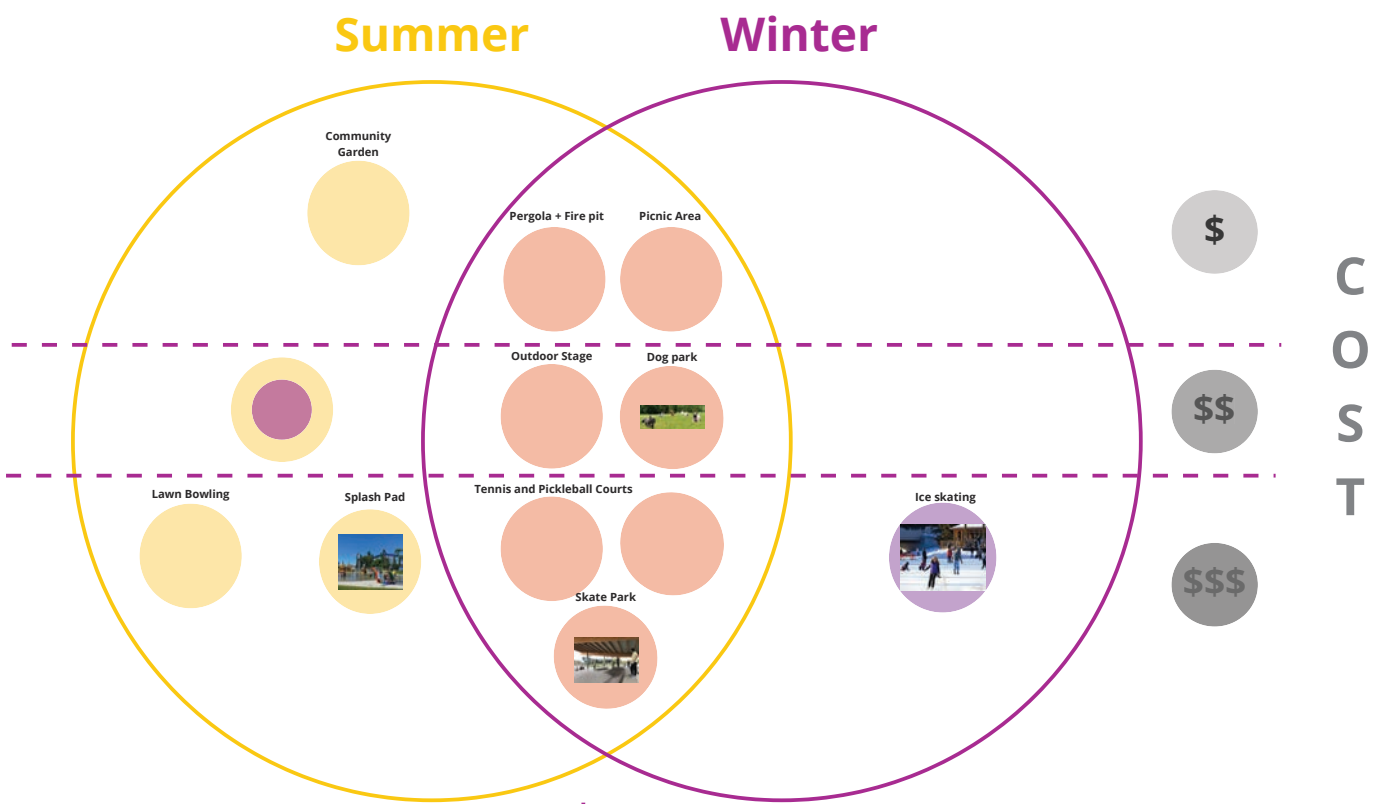 Summer
Winter
Community
Garden
Pergola + Fire pit
Picnic Area
$
Outdoor Stage
Dog park
$$
Lawn Bowling
Splash Pad
Tennis and Pickleball Courts
Ice skating
$$$
Skate Park
C
O
S
T